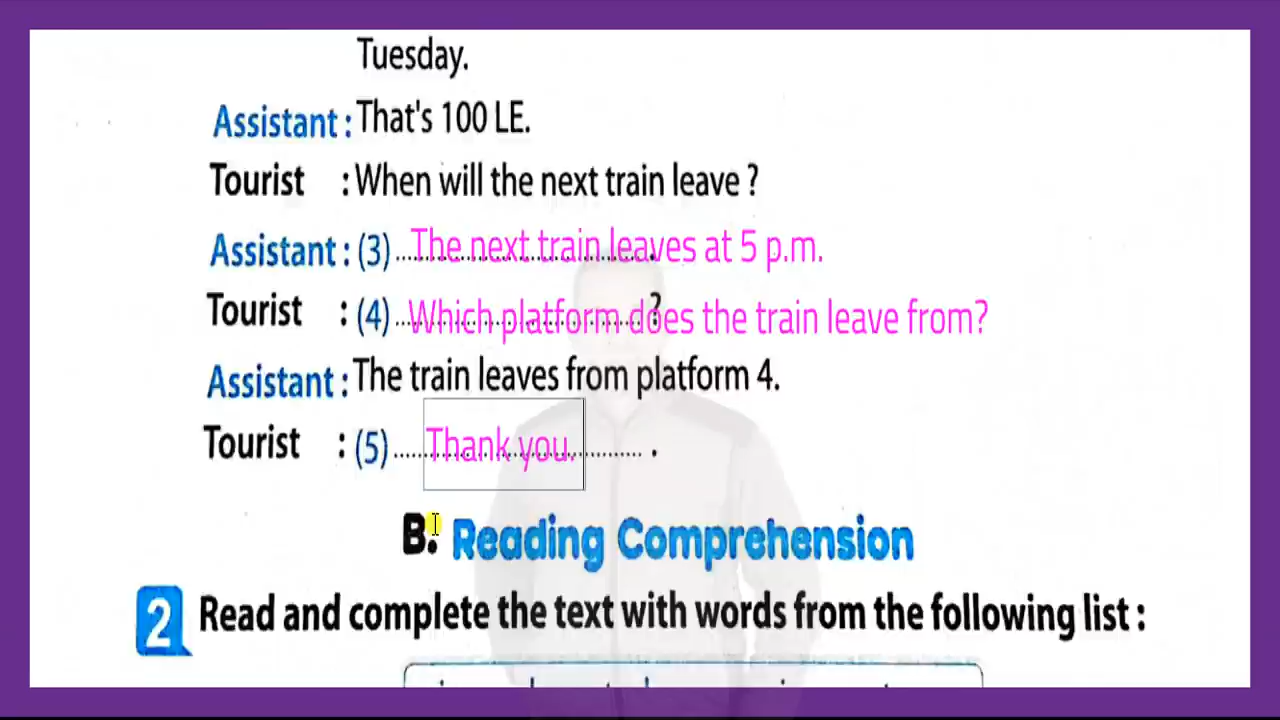 Tuesday.
Assistant : That's 100 LE.
Tourist : When will the next train leave ?
Assistant : (3) ..... The next train leaves at 5 p.m. .
Tourist : (4) ..... Which platform does the train leave from? ?
Assistant : The train leaves from platform 4.
Tourist : (5) ..... Thank you. ..... .
B. Reading Comprehension
2 Read and complete the text with words from the following list :